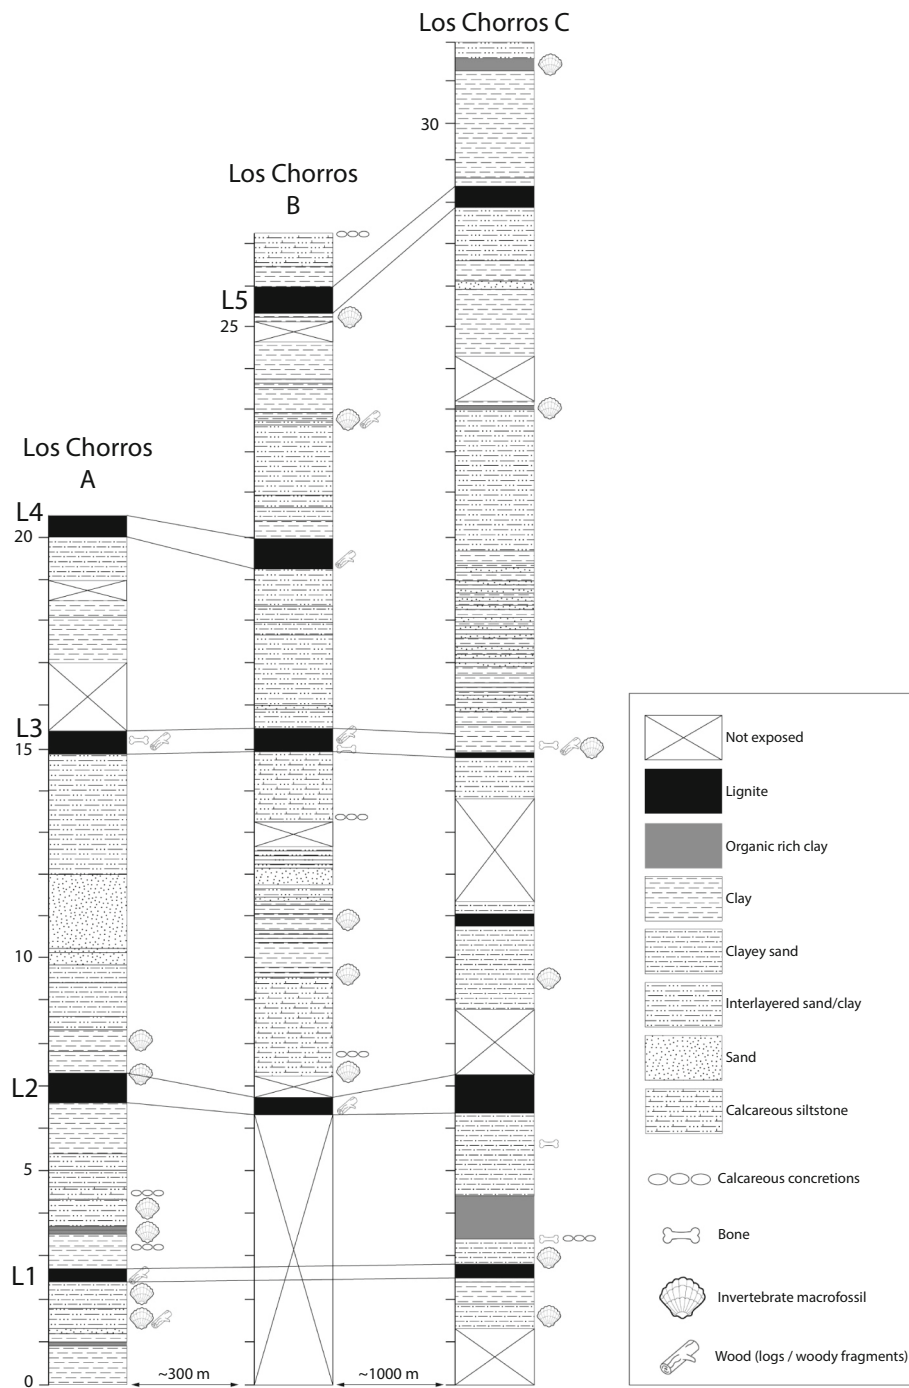 Los Chorros C
30
Los Chorros
B
L5
25
Los Chorros
A
L4
20
L3
15
10
L2
5
L1
0
~300 m
~1000 m
Not exposed
Lignite
Organic rich clay
Clay
Clayey sand
Interlayered sand/clay
Sand
Calcareous siltstone
Calcareous concretions
Bone
Invertebrate macrofossil
Wood (logs / woody fragments)